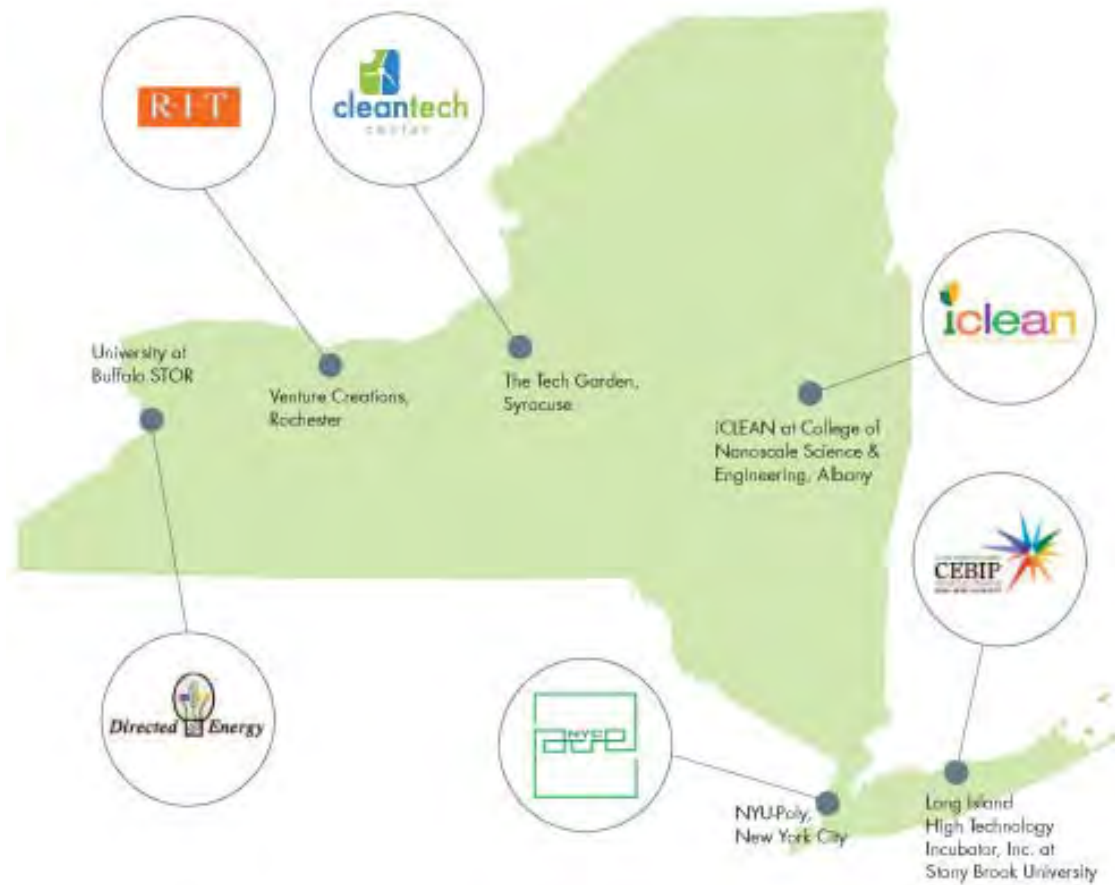 R·I·T
cleantech
center
iclean
University at
Buffalo STOR
Venture Creations,
Rochester
The Tech Garden,
Syracuse
iCLEAN at College of
Nanoscale Science &
Engineering, Albany
CEBIP
Directed Energy
NYC
NYU-Poly,
New York City
Long Island
High Technology
Incubator, Inc. at
Stony Brook University